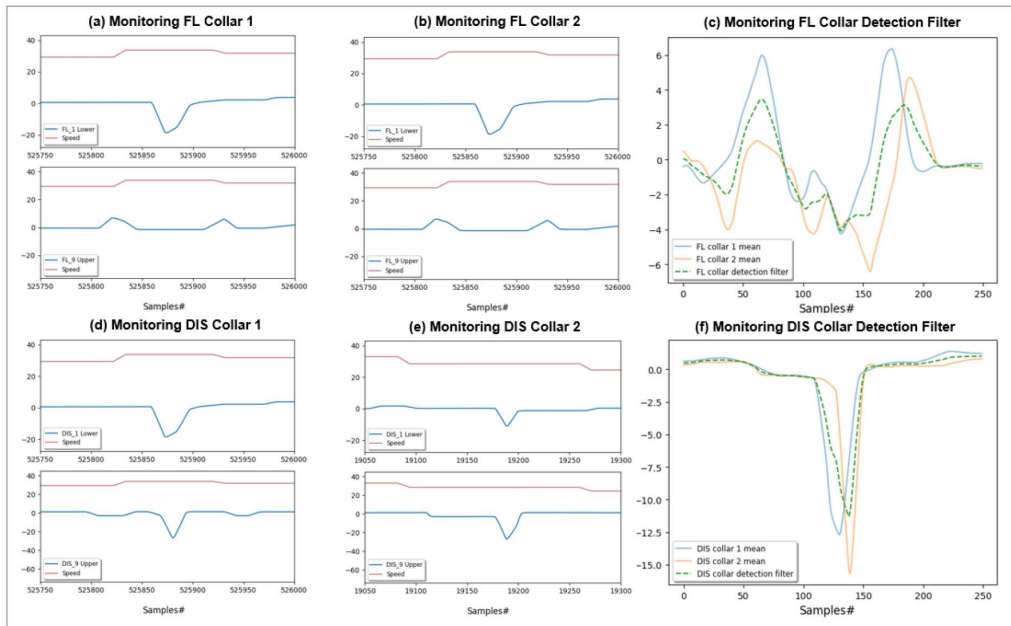 (a) Monitoring FL Collar 1
40
20
0
−20
FL_1 Lower
Speed
525750 525800 525850 525900 525950 526000
40
20
0
−20
FL_9 Upper
Speed
525750 525800 525850 525900 525950 526000
Samples#
(b) Monitoring FL Collar 2
40
20
0
−20
FL_1 Lower
Speed
525750 525800 525850 525900 525950 526000
40
20
0
−20
FL_9 Upper
Speed
525750 525800 525850 525900 525950 526000
Samples#
(c) Monitoring FL Collar Detection Filter
6
4
2
0
−2
−4
−6
FL collar 1 mean
FL collar 2 mean
FL collar detection filter
0 50 100 150 200 250
Samples#
(d) Monitoring DIS Collar 1
40
20
0
−20
DIS_1 Lower
Speed
525750 525800 525850 525900 525950 526000
40
20
0
−20
−40
−60
DIS_9 Upper
Speed
525750 525800 525850 525900 525950 526000
Samples#
(e) Monitoring DIS Collar 2
40
20
0
−20
DIS_1 Lower
Speed
19050 19100 19150 19200 19250 19300
40
20
0
−20
−40
−60
DIS_9 Upper
Speed
19050 19100 19150 19200 19250 19300
Samples#
(f) Monitoring DIS Collar Detection Filter
0.0
−2.5
−5.0
−7.5
−10.0
−12.5
−15.0
DIS collar 1 mean
DIS collar 2 mean
DIS collar detection filter
0 50 100 150 200 250
Samples#